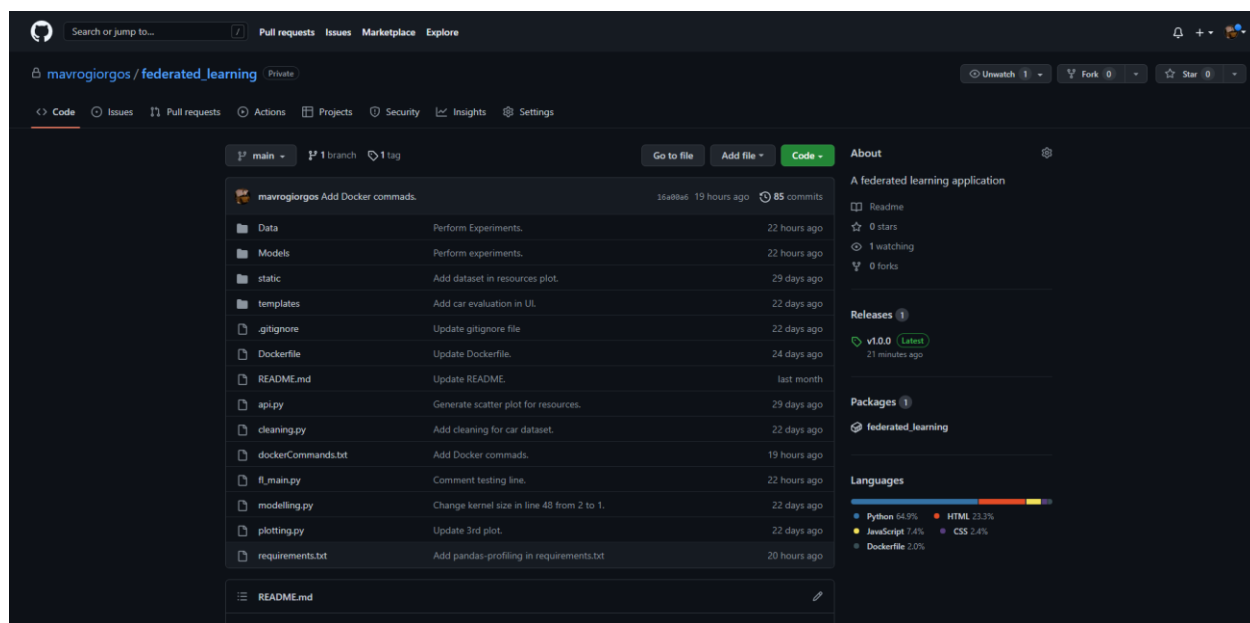 Search or jump to... / Pull requests Issues Marketplace Explore
mavrogiorgos / federated_learning Private
Unwatch 1 Fork 0 Star 0
Code Issues Pull requests Actions Projects Security Insights Settings
main 1 branch 1 tag Go to file Add file Code
mavrogiorgos Add Docker commads. 16a00a6 19 hours ago 85 commits
Data Perform Experiments. 22 hours ago
Models Perform experiments. 22 hours ago
static Add dataset in resources plot. 29 days ago
templates Add car evaluation in UI. 22 days ago
.gitignore Update gitignore file 22 days ago
Dockerfile Update Dockerfile. 24 days ago
README.md Update README. last month
api.py Generate scatter plot for resources. 29 days ago
cleaning.py Add cleaning for car dataset. 22 days ago
dockerCommands.txt Add Docker commads. 19 hours ago
fl_main.py Comment testing line. 22 hours ago
modelling.py Change kernel size in line 48 from 2 to 1. 22 days ago
plotting.py Update 3rd plot. 22 days ago
requirements.txt Add pandas-profiling in requirements.txt 20 hours ago
README.md
About
A federated learning application
Readme
0 stars
1 watching
0 forks
Releases 1
v1.0.0 Latest
21 minutes ago
Packages 1
federated_learning
Languages
Python 64.9% HTML 23.3%
JavaScript 7.4% CSS 2.4%
Dockerfile 2.0%